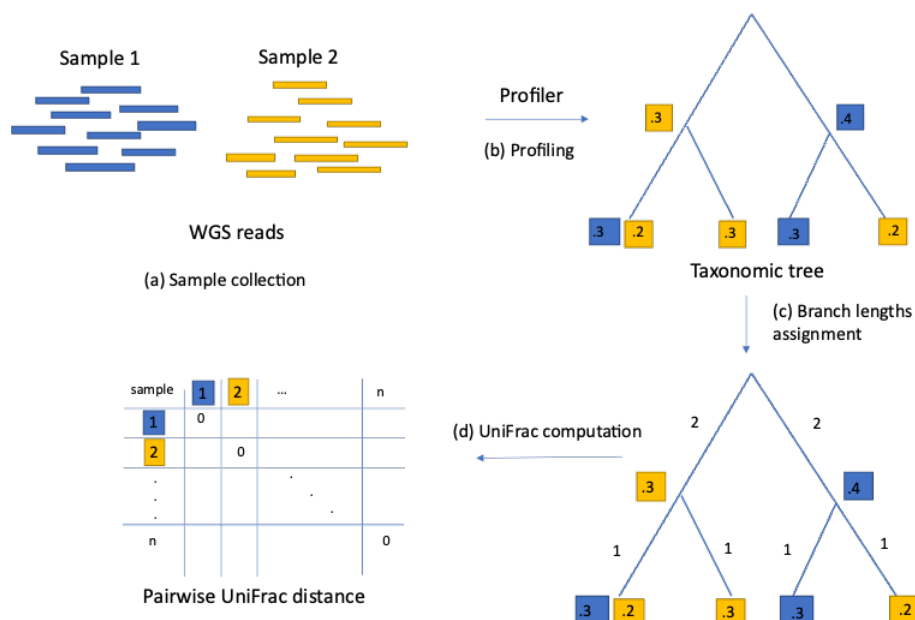 Sample 1
Sample 2
WGS reads
(a) Sample collection
Profiler
(b) Profiling
.3
.4
.3
.2
.3
.3
.2
Taxonomic tree
(c) Branch lengths
assignment
sample
1
2
...
n
1
0
2
0
.
.
.
.
.
.
n
0
Pairwise UniFrac distance
(d) UniFrac computation
2
2
.3
.4
1
1
1
1
.3
.2
.3
.3
.2